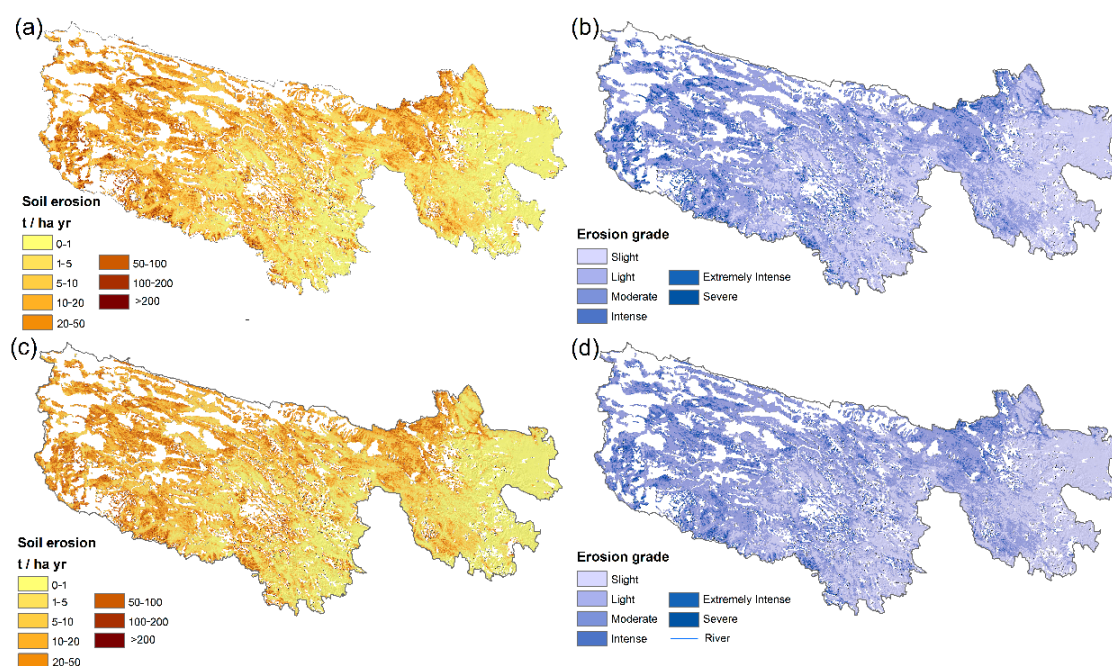 (a)
Soil erosion
t / ha yr
0-1
1-5
5-10
10-20
20-50
50-100
100-200
>200
(b)
Erosion grade
Slight
Light
Moderate
Intense
Extremely Intense
Severe
(c)
Soil erosion
t / ha yr
0-1
1-5
5-10
10-20
20-50
50-100
100-200
>200
(d)
Erosion grade
Slight
Light
Moderate
Intense
Extremely Intense
Severe
River